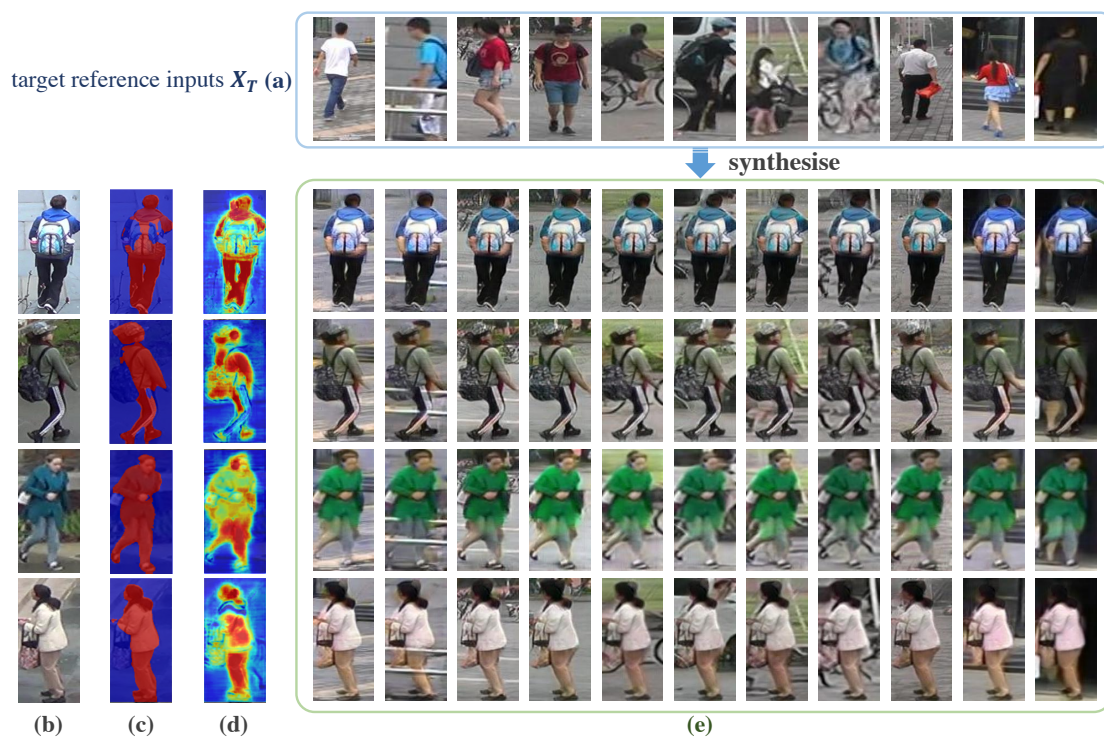 target reference inputs X_T (a)
synthesise
(b) (c) (d) (e)